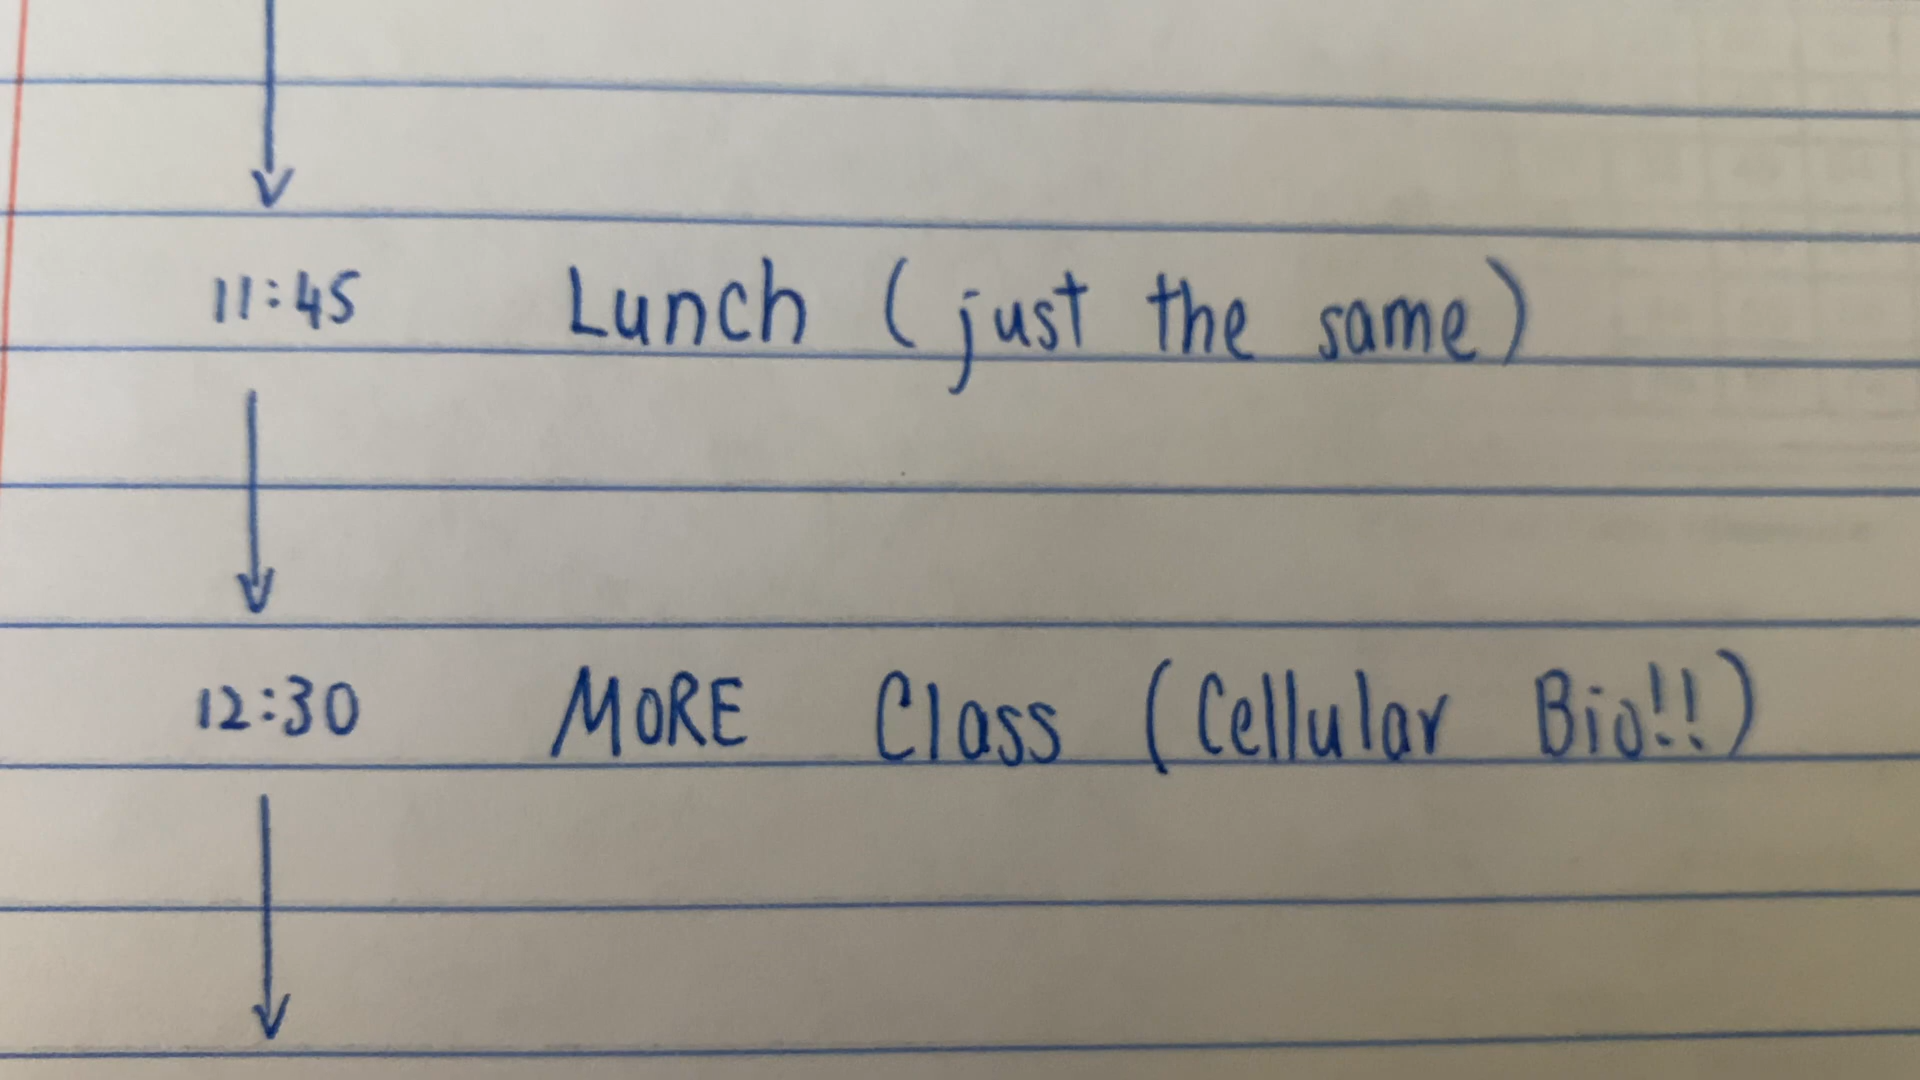 11:45 Lunch (just the same)
12:30 MORE Class (Cellular Bio!!)